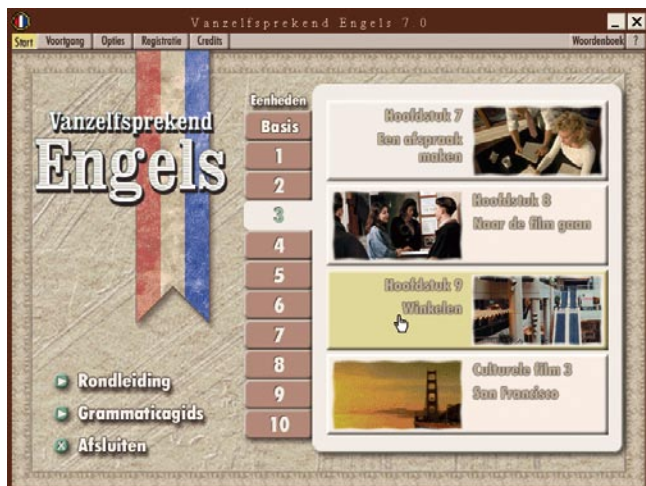 Vanzelfsprekend Engels 7.0
Start Voortgang Opties Registratie Credits Woordenboek ?
Vanzelfsprekend
Engels
Eenheden
Basis
1
2
3
4
5
6
7
8
9
10
Hoofdstuk 7
Een afspraak
maken
Hoofdstuk 8
Naar de film gaan
Hoofdstuk 9
Winkelen
Culturele film 3
San Francisco
Rondleiding
Grammaticagids
Afsluiten